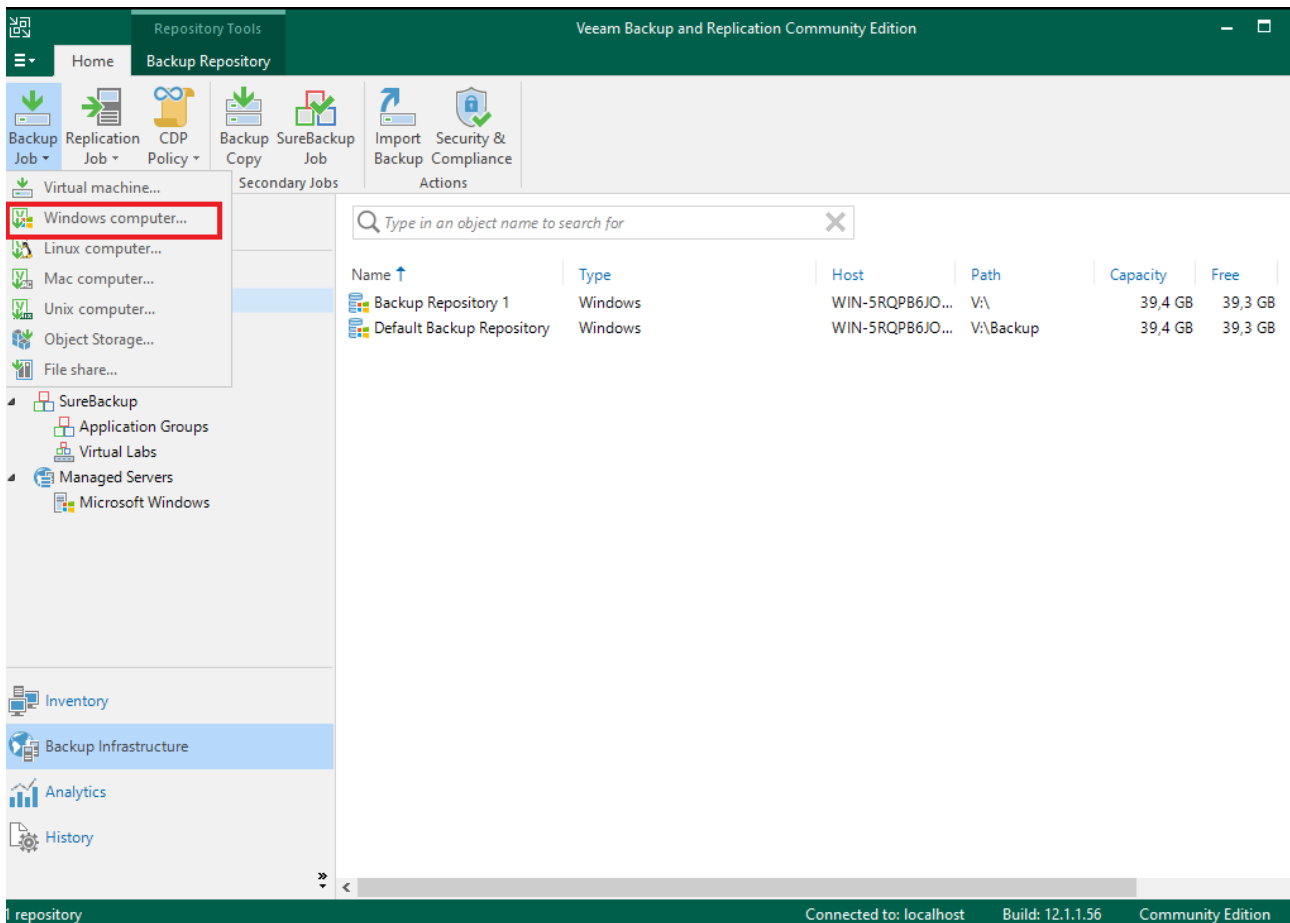 Repository Tools
Veeam Backup and Replication Community Edition
Home
Backup Repository
Backup Job
Replication Job
CDP Policy
Backup Copy
SureBackup Job
Import Backup
Security & Compliance
Secondary Jobs
Actions
Virtual machine...
Windows computer...
Linux computer...
Mac computer...
Unix computer...
Object Storage...
File share...
SureBackup
Application Groups
Virtual Labs
Managed Servers
Microsoft Windows
Inventory
Backup Infrastructure
Analytics
History
Type in an object name to search for
Name Type Host Path Capacity Free
Backup Repository 1 Windows WIN-5RQPB6JO... V:\ 39,4 GB 39,3 GB
Default Backup Repository Windows WIN-5RQPB6JO... V:\Backup 39,4 GB 39,3 GB
1 repository
Connected to: localhost
Build: 12.1.1.56
Community Edition